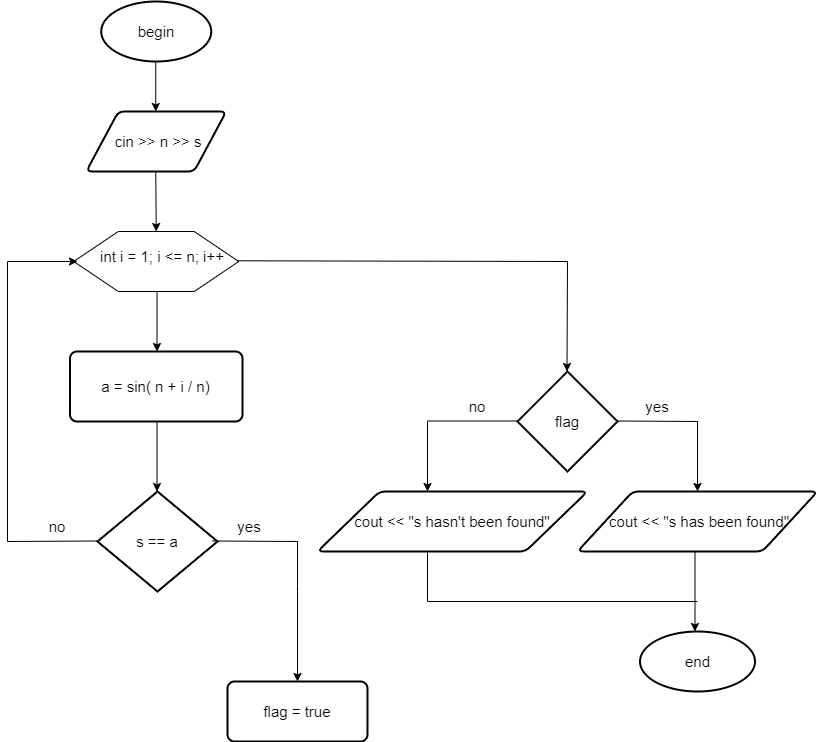 begin
cin >> n >> s
int i = 1; i <= n; i++
a = sin( n + i / n)
s == a
no
yes
flag = true
flag
no
yes
cout << "s hasn't been found"
cout << "s has been found"
end